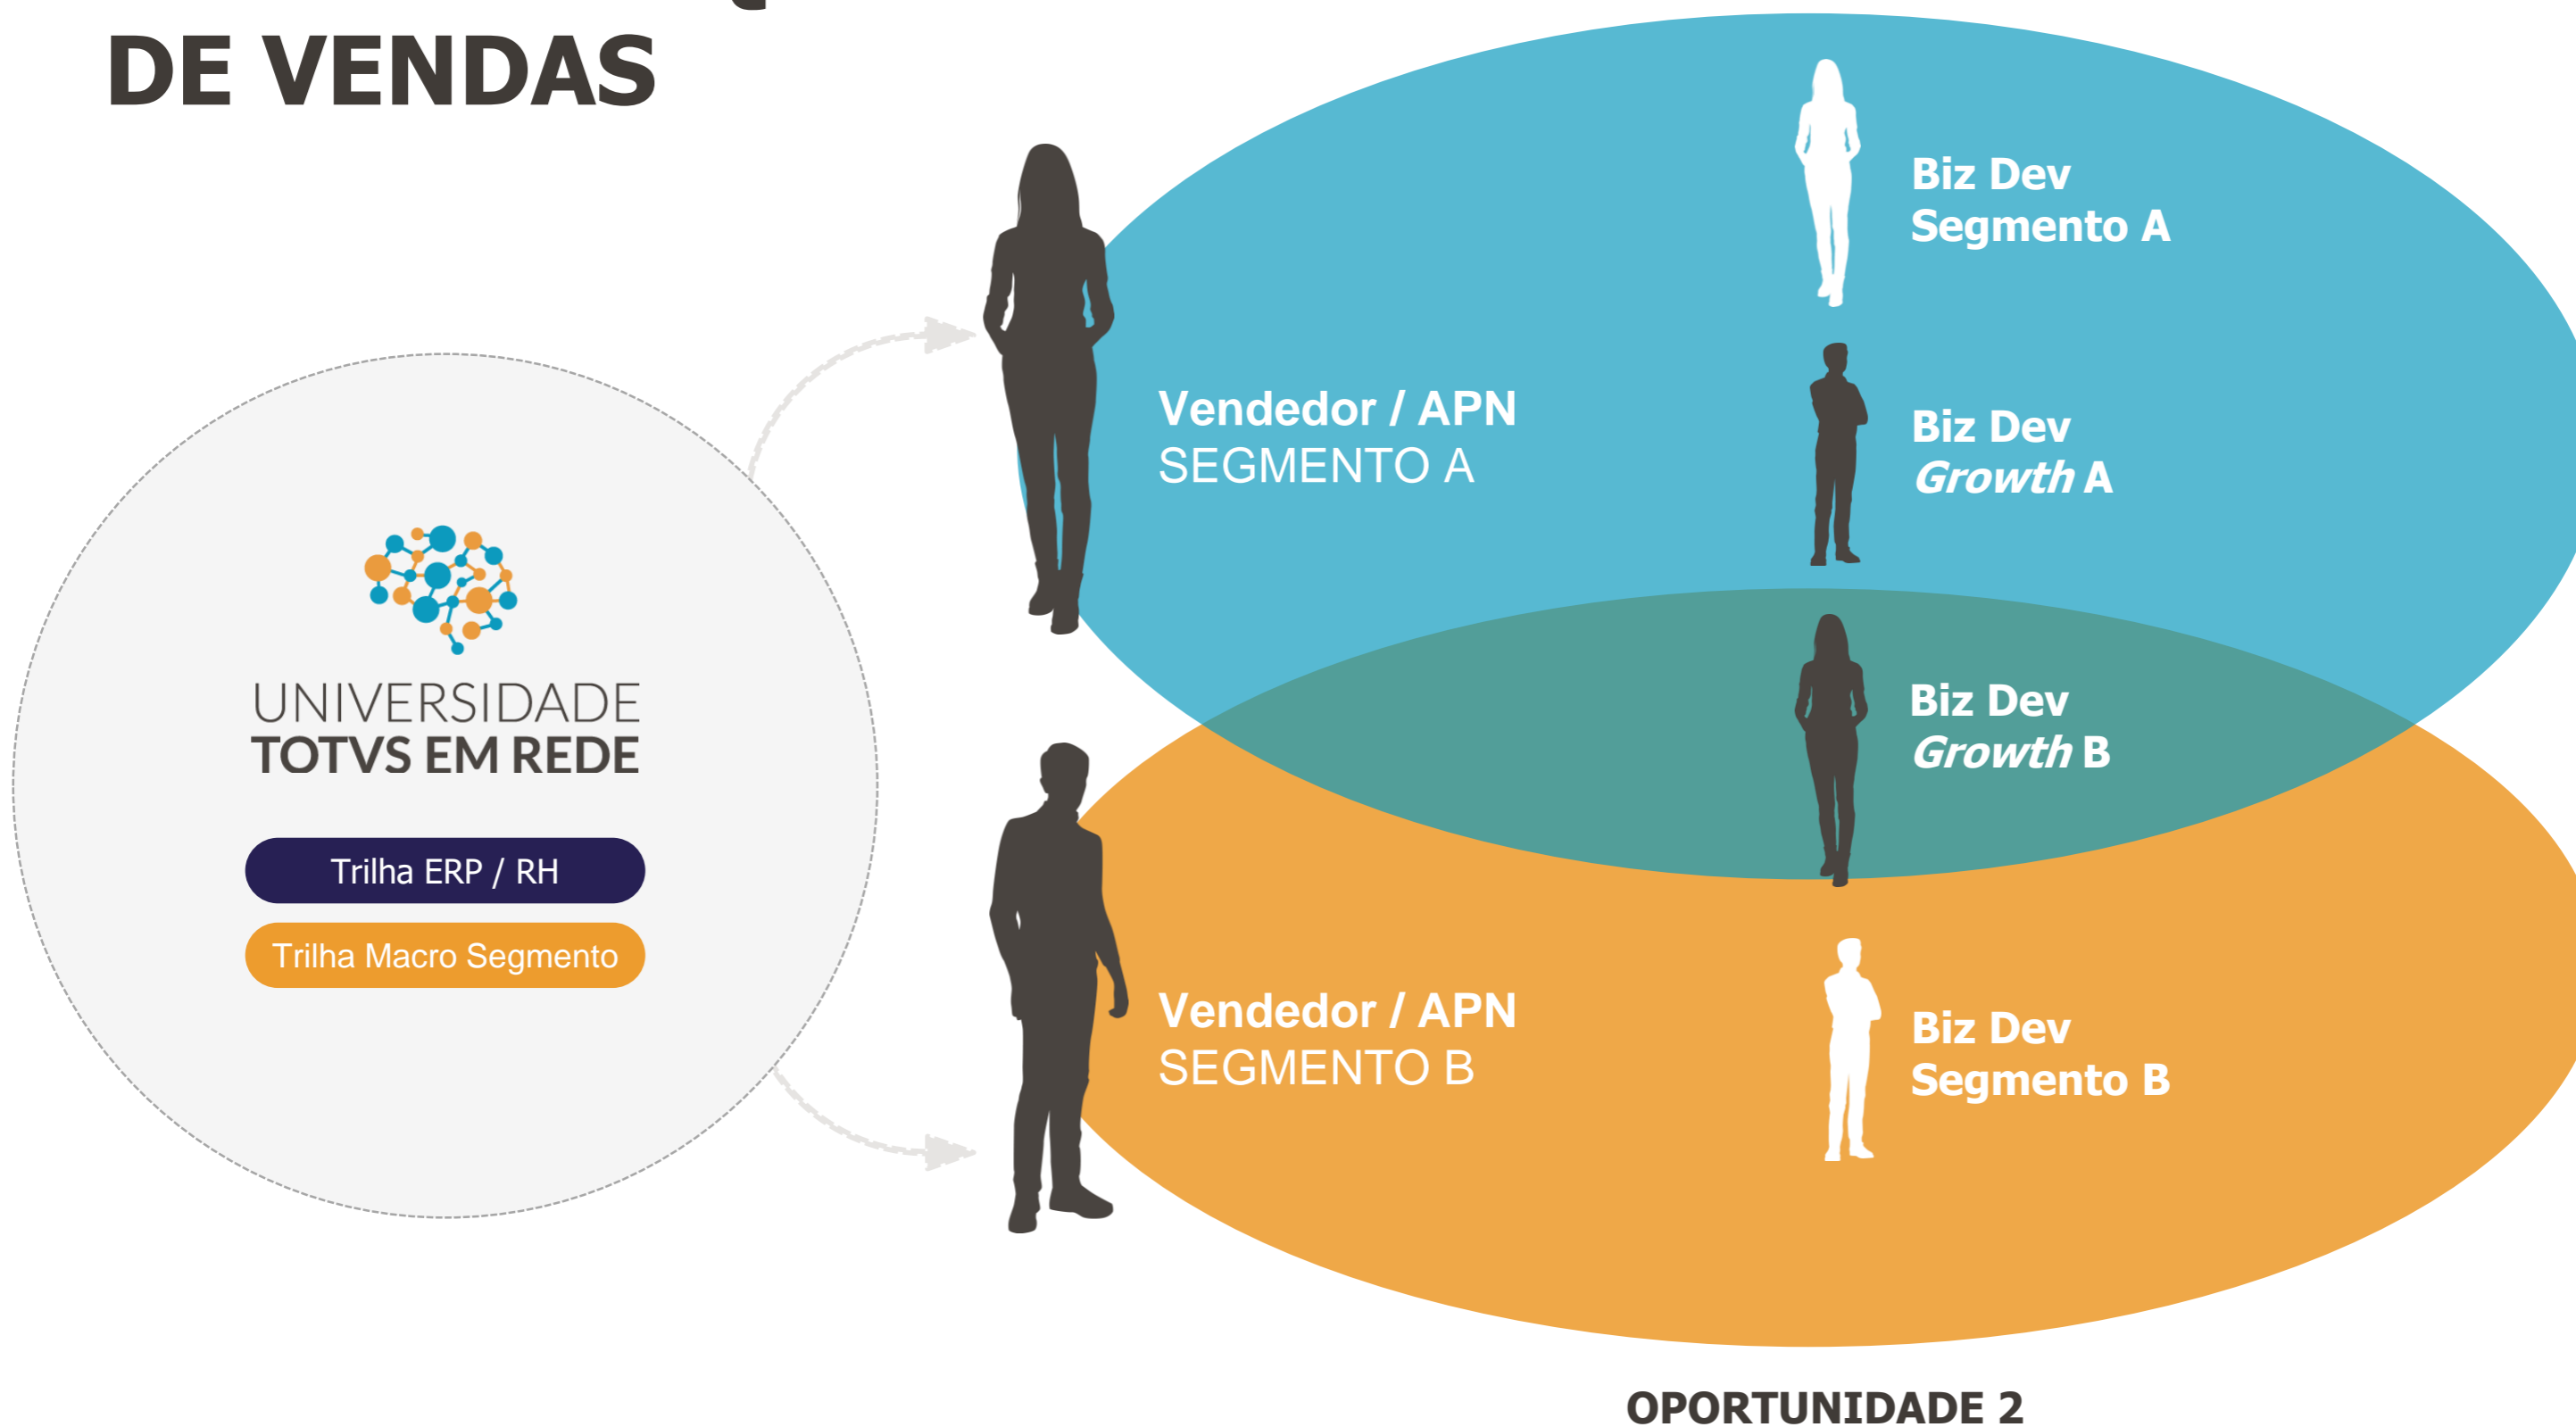 DE VENDAS
Biz Dev
Segmento A
Vendedor / APN
SEGMENTO A
Biz Dev
Growth A
UNIVERSIDADE
TOTVS EM REDE
Trilha ERP / RH
Trilha Macro Segmento
Biz Dev
Growth B
Vendedor / APN
SEGMENTO B
Biz Dev
Segmento B
OPORTUNIDADE 2